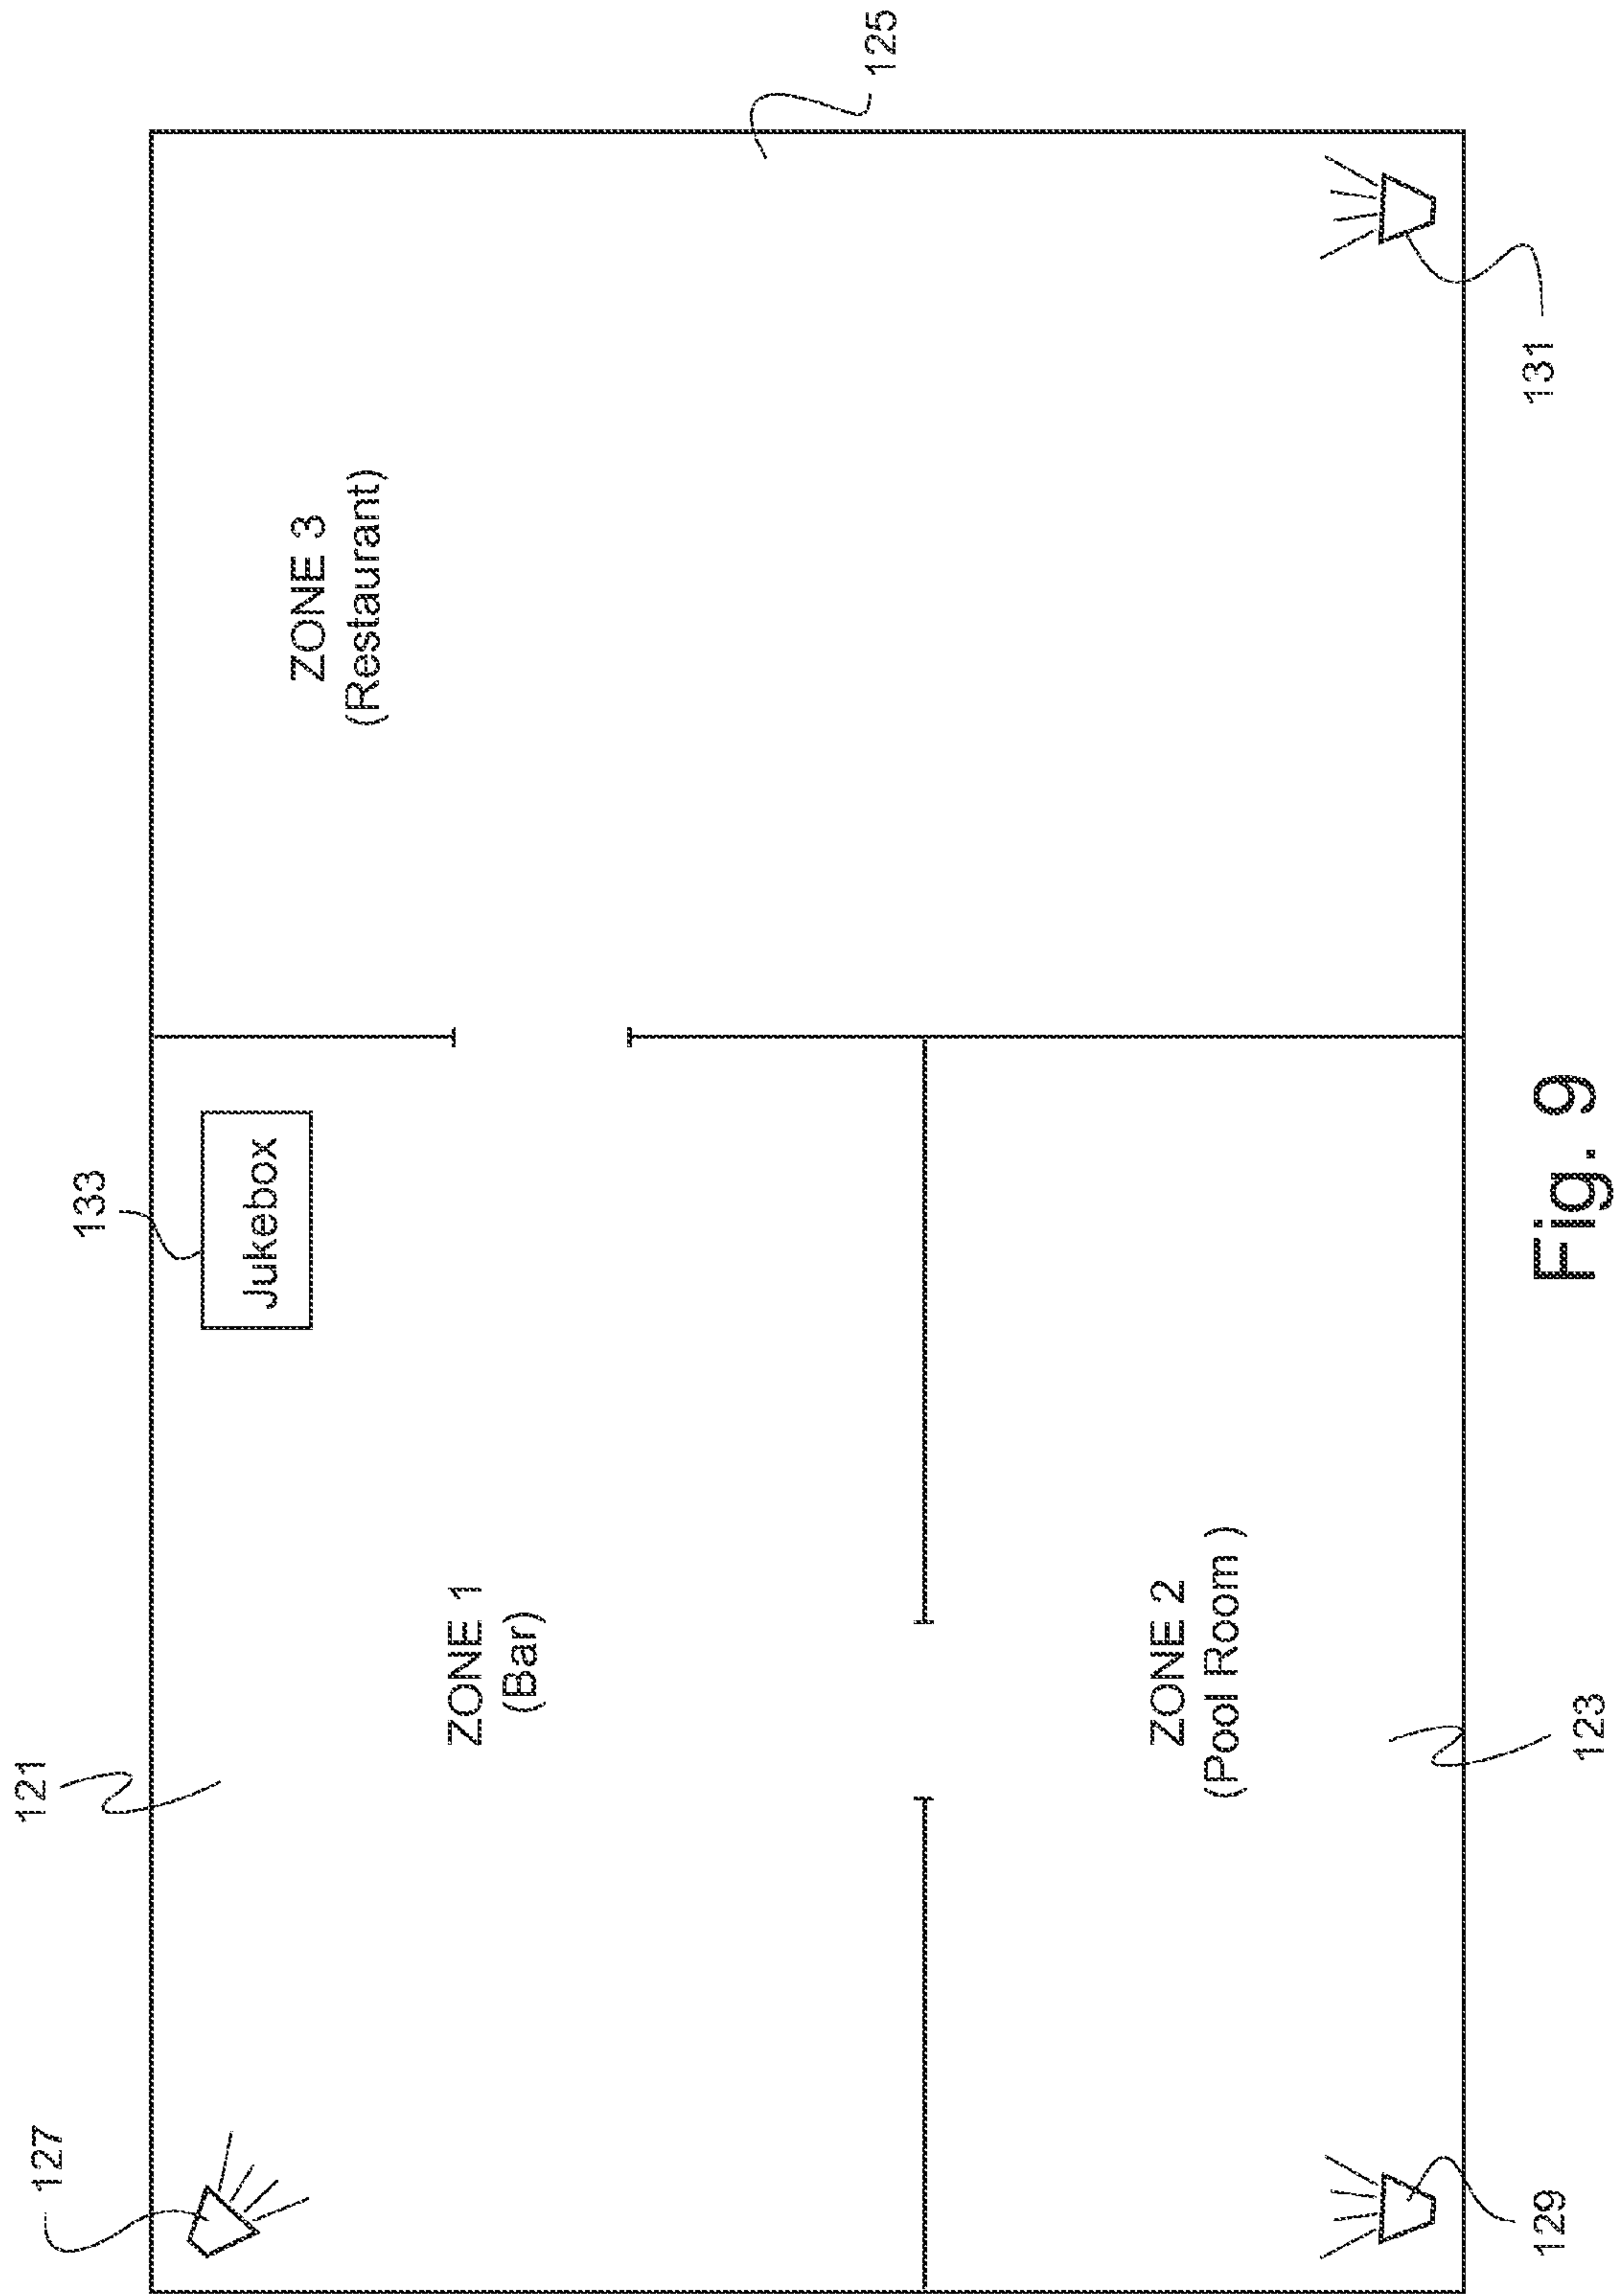 121
133
127
Jukebox
ZONE 1
(Bar)
ZONE 3
(Restaurant)
125
ZONE 2
(Pool Room )
129
123
131
Fig. 9